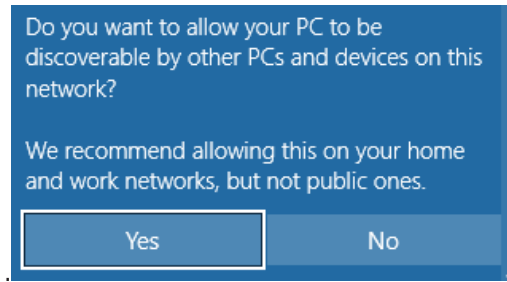 Do you want to allow your PC to be
discoverable by other PCs and devices on this
network?
We recommend allowing this on your home
and work networks, but not public ones.
Yes No